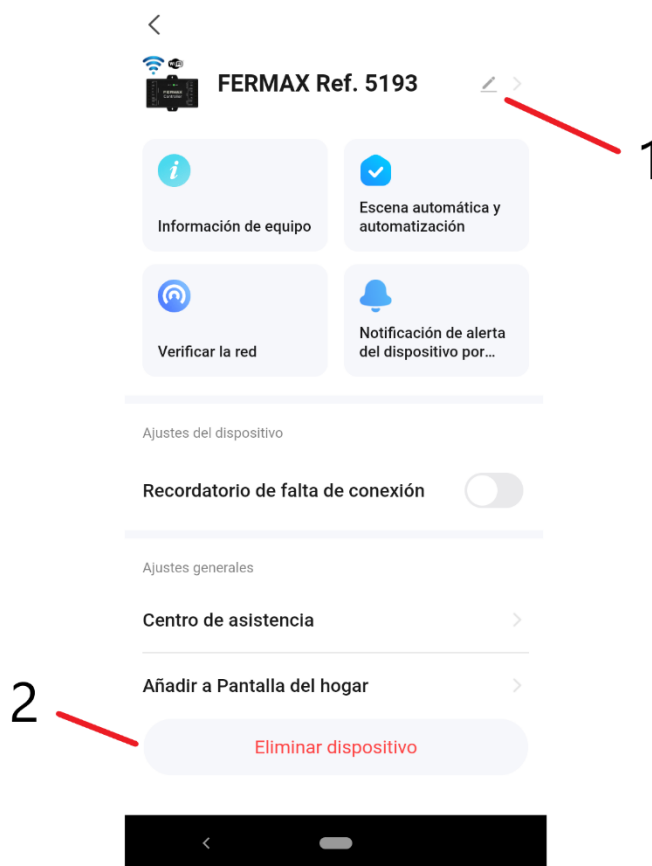 FERMAX Ref. 5193
1
Información de equipo
Escena automática y
automatización
Verificar la red
Notificación de alerta
del dispositivo por...
Ajustes del dispositivo
Recordatorio de falta de conexión
Ajustes generales
Centro de asistencia
Añadir a Pantalla del hogar
2
Eliminar dispositivo